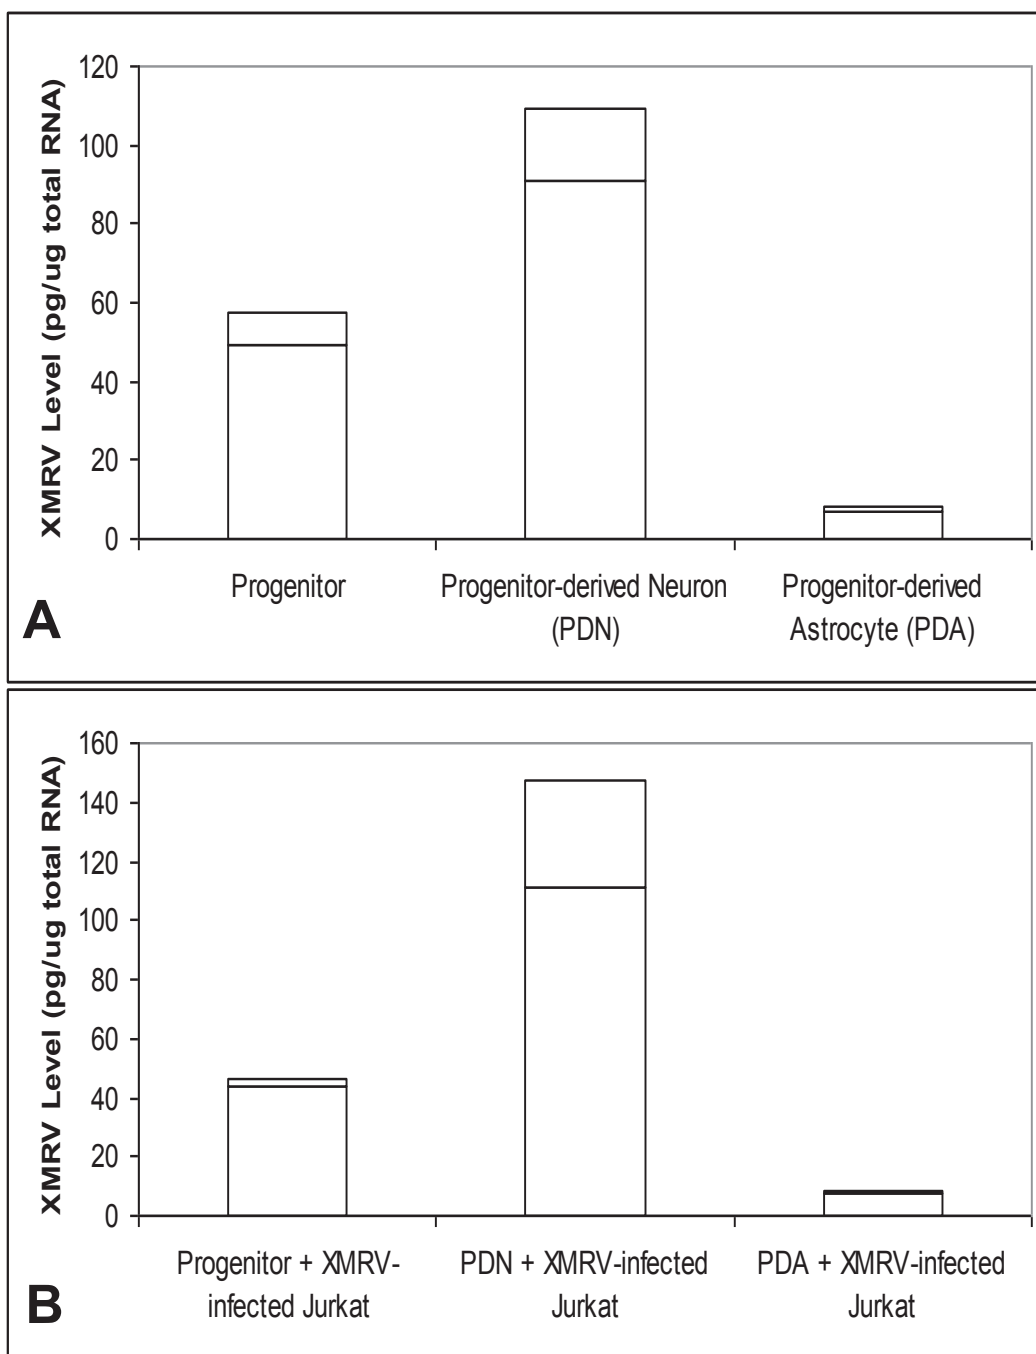 120
100
80
60
40
20
0
XMRV Level (pg/ug total RNA)
Progenitor
Progenitor-derived Neuron
(PDN)
Progenitor-derived
Astrocyte (PDA)
A
160
140
120
100
80
60
40
20
0
XMRV Level (pg/ug total RNA)
Progenitor + XMRV-
infected Jurkat
PDN + XMRV-infected
Jurkat
PDA + XMRV-infected
Jurkat
B